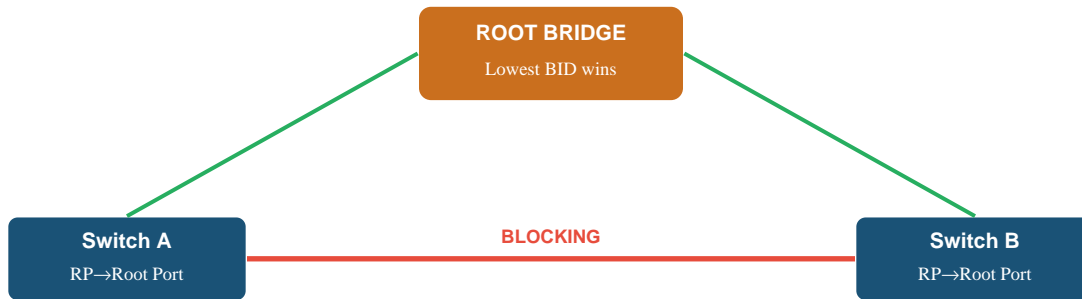 ROOT BRIDGE
Lowest BID wins
BLOCKING
Switch A
RP→Root Port
Switch B
RP→Root Port